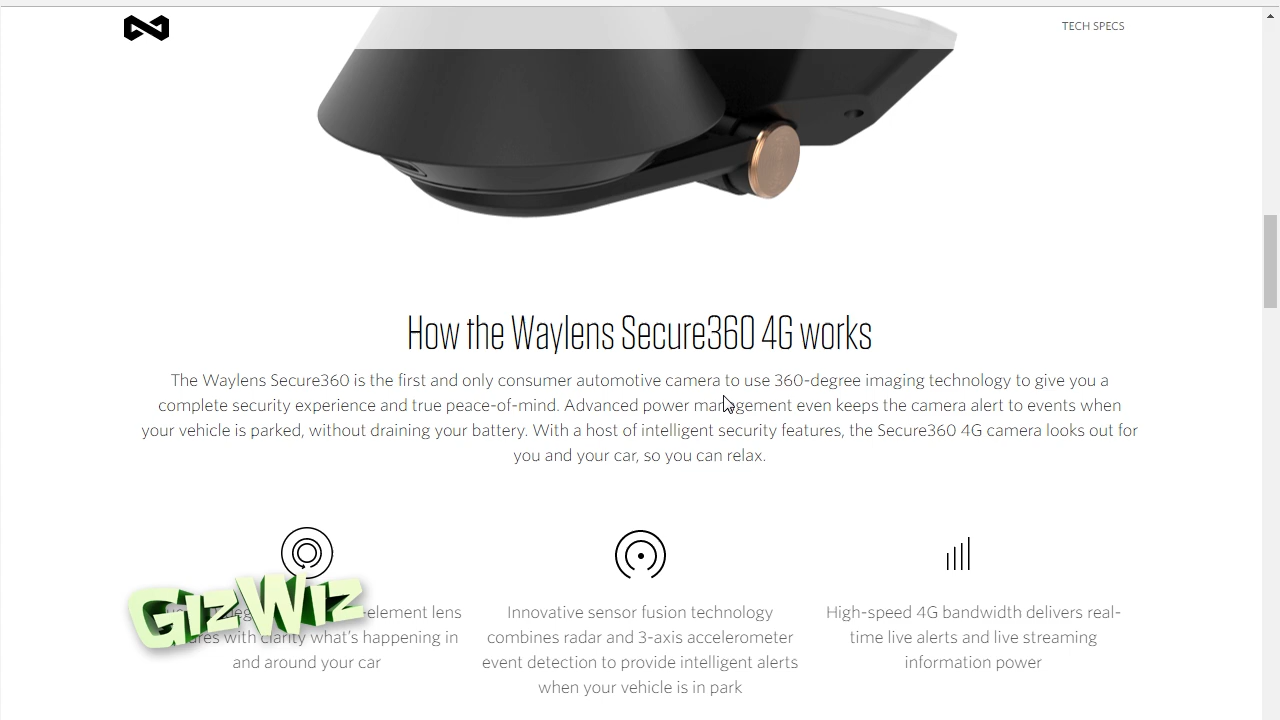 TECH SPECS
How the Waylens Secure360 4G works
The Waylens Secure360 is the first and only consumer automotive camera to use 360-degree imaging technology to give you a
complete security experience and true peace-of-mind. Advanced power management even keeps the camera alert to events when
your vehicle is parked, without draining your battery. With a host of intelligent security features, the Secure360 4G camera looks out for
you and your car, so you can relax.
-element lens
with clarity what's happening in
and around your car
Innovative sensor fusion technology
combines radar and 3-axis accelerometer
event detection to provide intelligent alerts
when your vehicle is in park
High-speed 4G bandwidth delivers real-
time live alerts and live streaming
information power
GizWiz